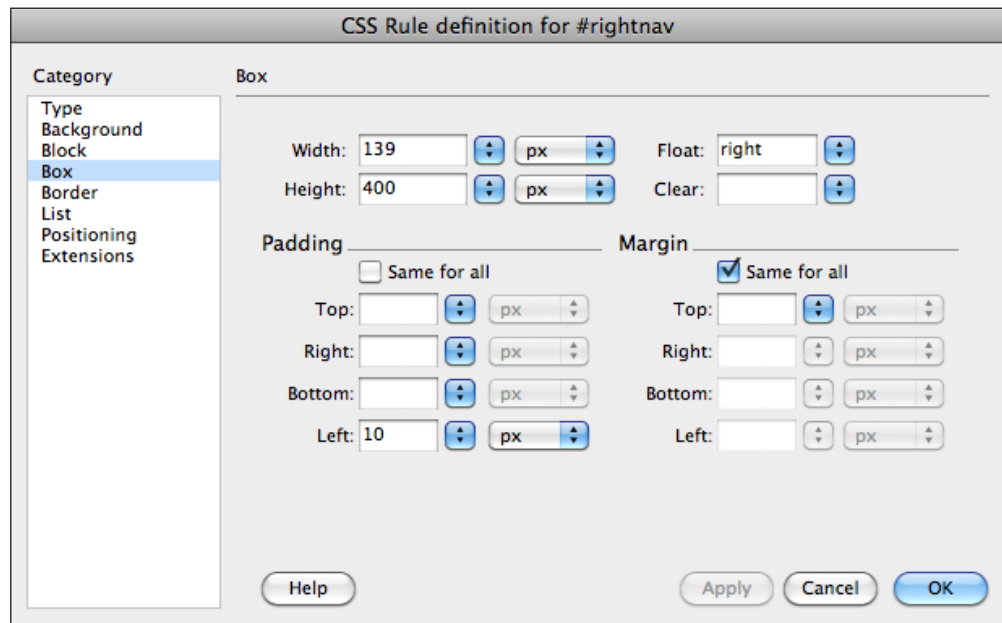 CSS Rule definition for #rightnav
Category
Type
Background
Block
Box
Border
List
Positioning
Extensions
Box
Width: 139 px Float: right
Height: 400 px Clear:
Padding Margin
Same for all Same for all
Top: px Top: px
Right: px Right: px
Bottom: px Bottom: px
Left: 10 px Left: px
Help Apply Cancel OK